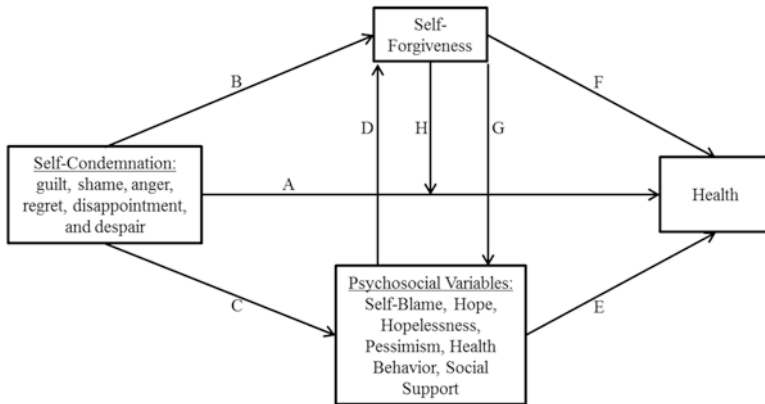 Self-
Forgiveness
B
F
D
H
G
Self-Condemnation:
guilt, shame, anger,
regret, disappointment,
and despair
A
Health
Psychosocial Variables:
Self-Blame, Hope,
Hopelessness,
Pessimism, Health
Behavior, Social
Support
C
E